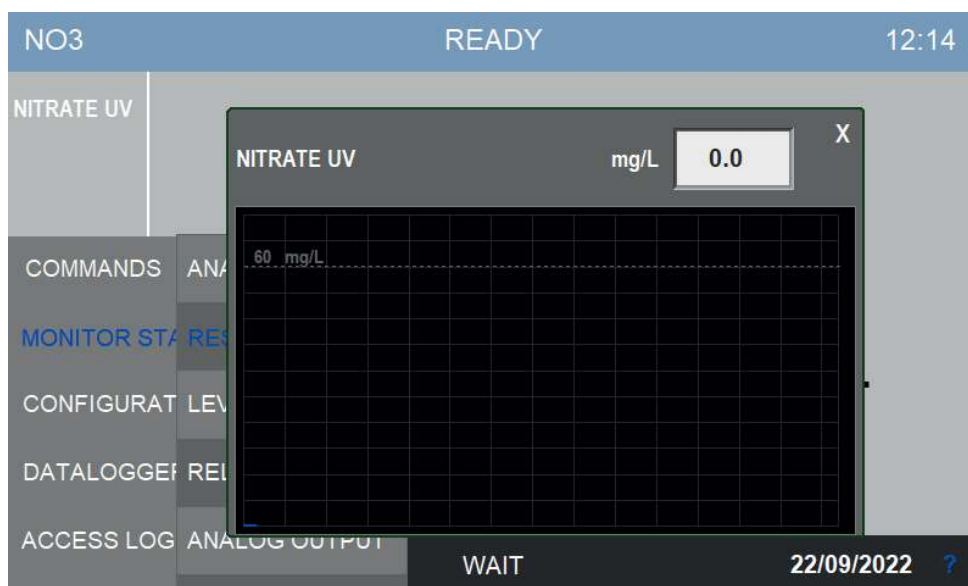 NO3 READY 12:14
NITRATE UV
NITRATE UV mg/L 0.0 X
60 mg/L
COMMANDS ANA
MONITOR STA RES
CONFIGURAT LEV
DATALOGGER REL
ACCESS LOG ANALOG OUTPUT
WAIT 22/09/2022 ?